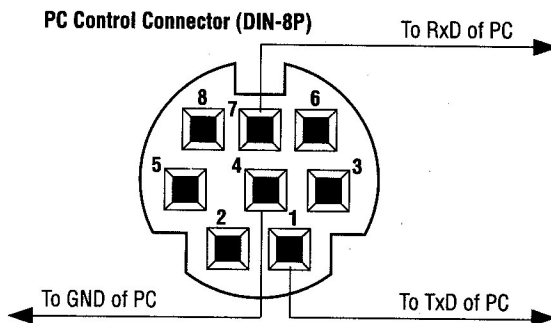 PC Control Connector (DIN-8P)
To RxD of PC
8 7 6
5 4 3
2 1
To GND of PC To TxD of PC